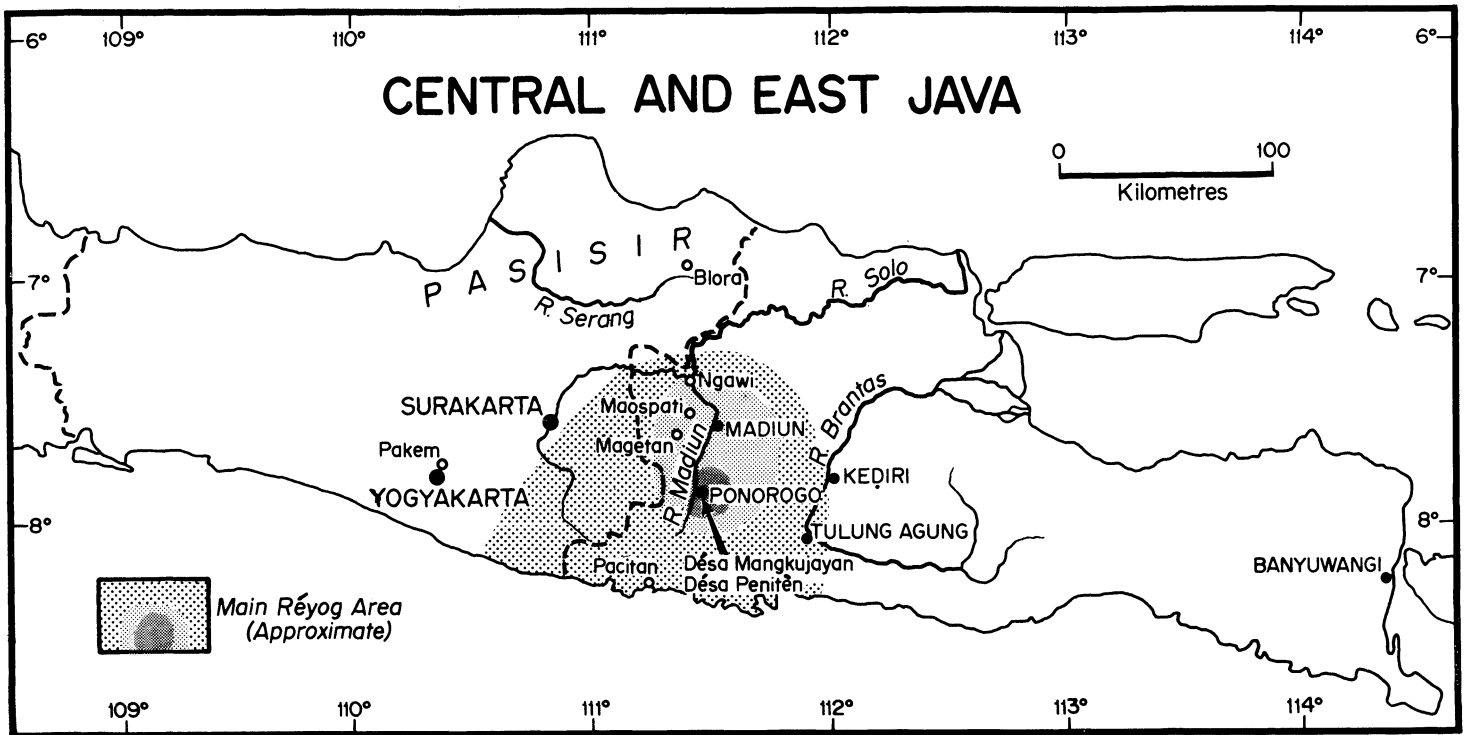 109° 110° 111° 112° 113° 114°
6° 6°
CENTRAL AND EAST JAVA
0 100
Kilometres
PASISIR
Blora
R. Solo
7° 7°
R. Serang
Ngawi
SURAKARTA
Maospati
R. Brantas
MADIUN
Magetan
Pakem
R. Madiun
KEDIRI
YOGYAKARTA
PONOROGO
8° 8°
TULUNG AGUNG
Pacitan
Désa Mangkujayan
Désa Penitèn
BANYUWANGI
Main Réyog Area
(Approximate)
109° 110° 111° 112° 113° 114°